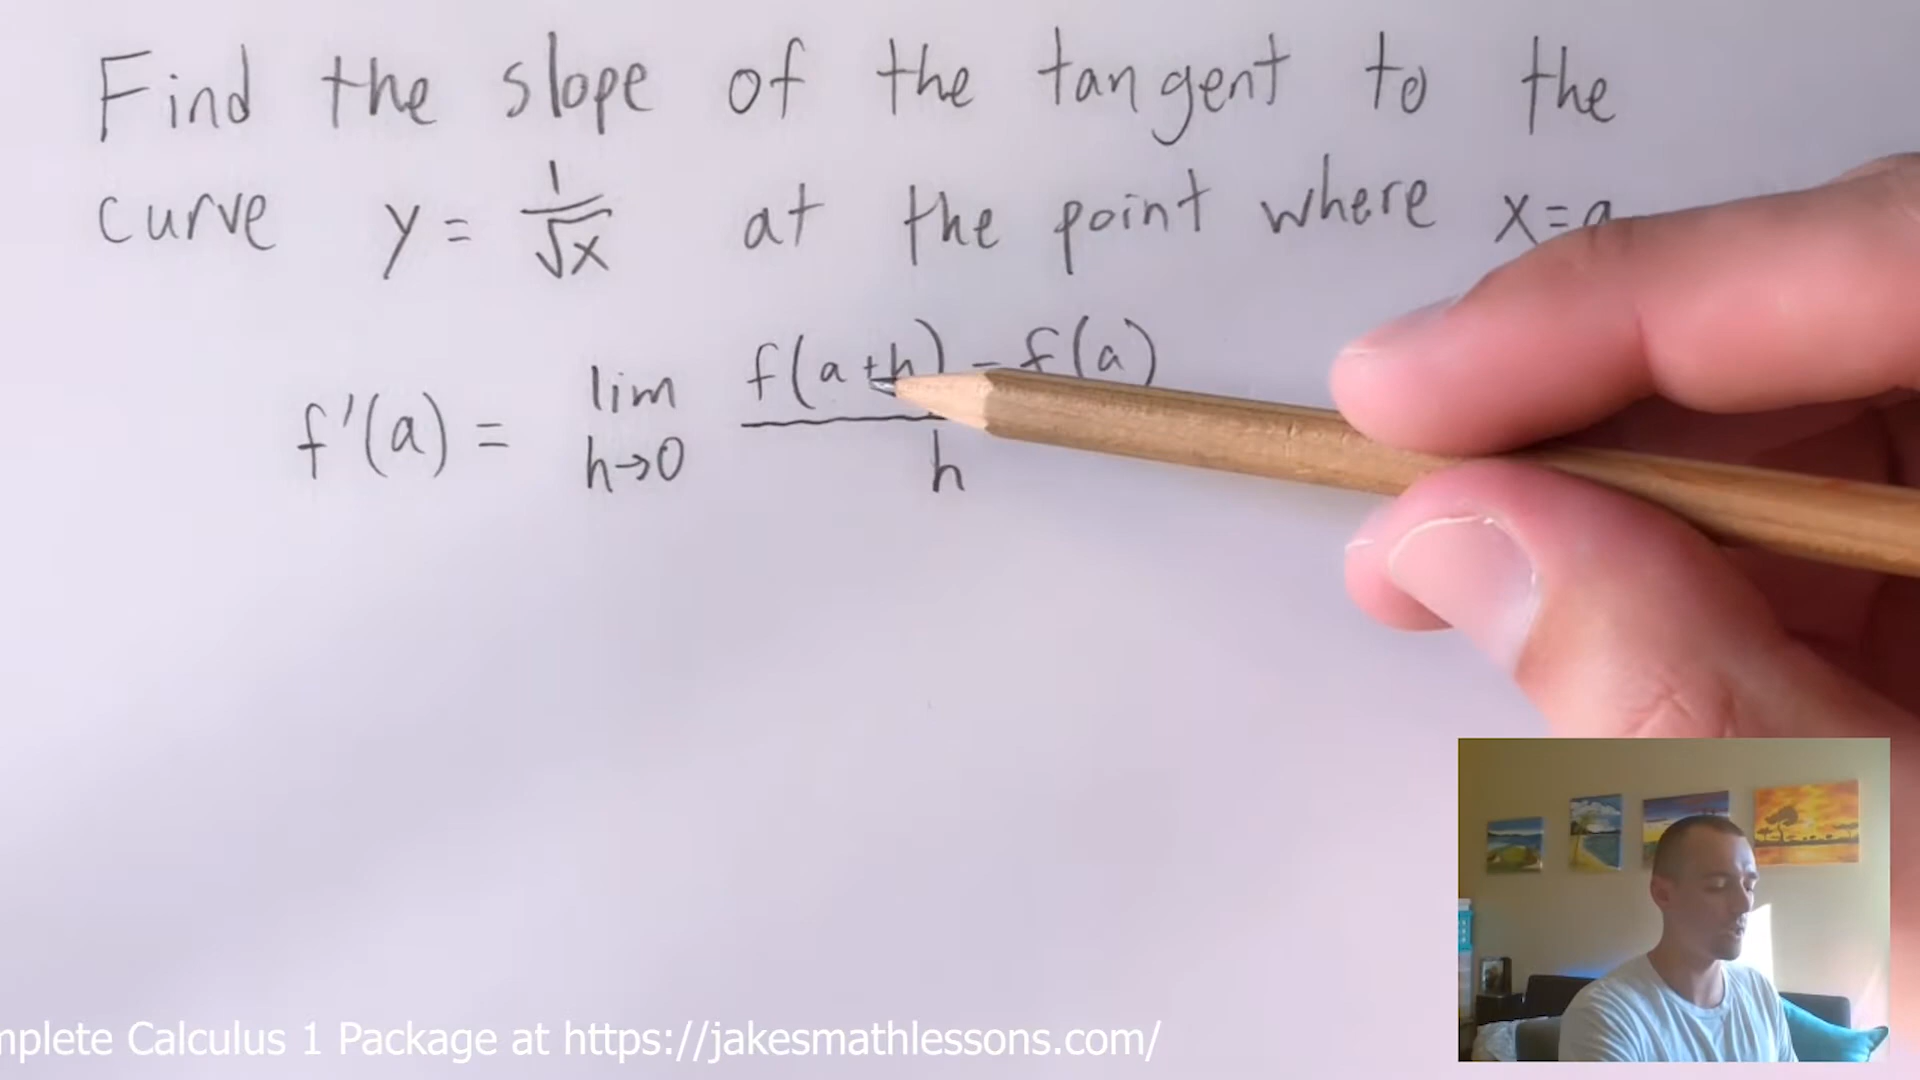 Find the slope of the tangent to the
curve y = 1/√x at the point where x=a
f'(a) = lim h→0 f(a+h) - f(a) / h
mplete Calculus 1 Package at https://jakesmathlessons.com/